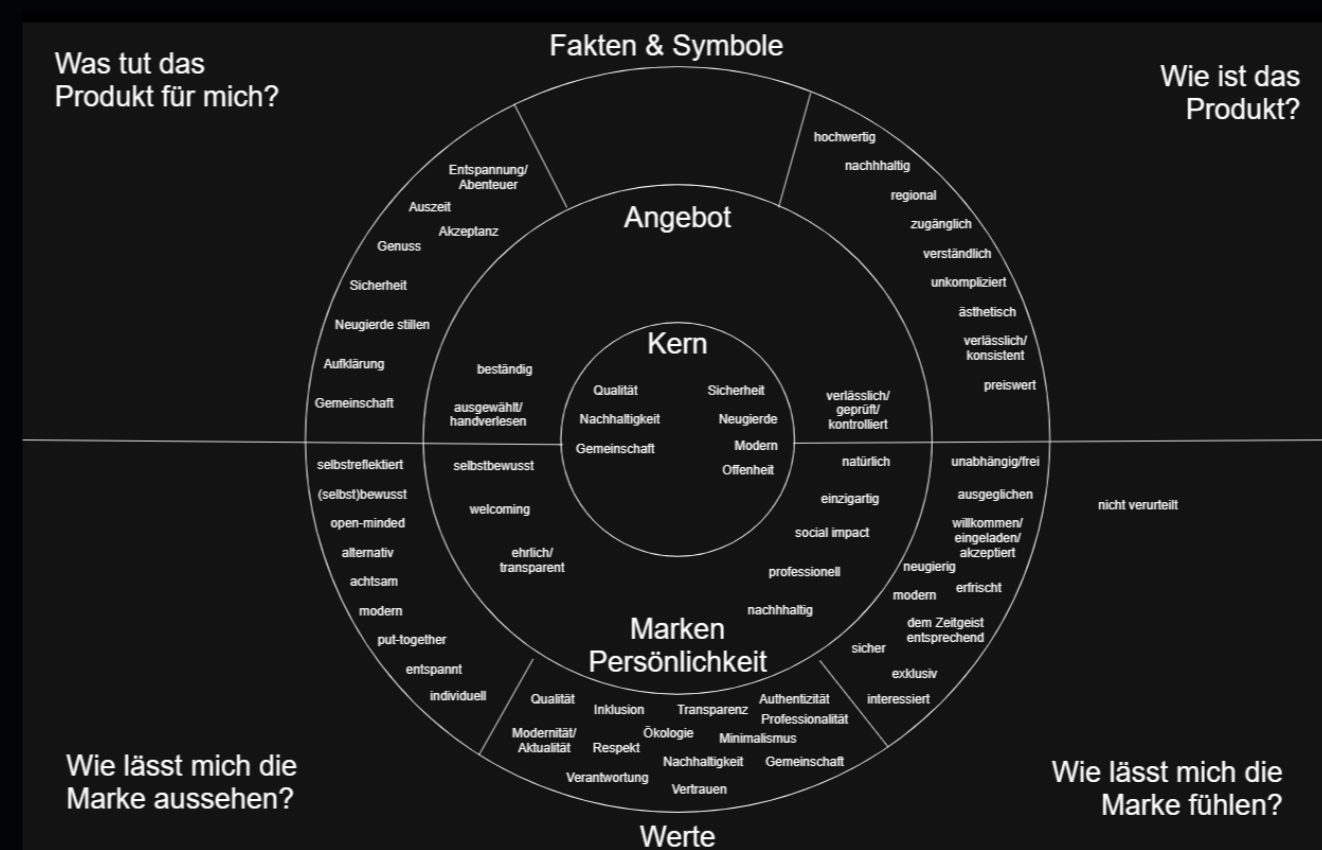 Fakten & Symbole
Was tut das
Produkt für mich?
Wie ist das
Produkt?
Entspannung/
Abenteuer
Auszeit
Akzeptanz
Genuss
Sicherheit
Neugierde stillen
Aufklärung
Gemeinschaft
hochwertig
nachhhaltig
regional
zugänglich
verständlich
unkompliziert
ästhetisch
verlässlich/
konsistent
preiswert
Angebot
beständig
ausgewählt/
handverlesen
verlässlich/
geprüft/
kontrolliert
Kern
Qualität
Nachhaltigkeit
Gemeinschaft
Sicherheit
Neugierde
Modern
Offenheit
selbstreflektiert
(selbst)bewusst
open-minded
alternativ
achtsam
modern
put-together
entspannt
individuell
selbstbewusst
welcoming
ehrlich/
transparent
natürlich
einzigartig
social impact
professionell
nachhhaltig
Marken
Persönlichkeit
unabhängig/frei
ausgeglichen
willkommen/
eingeladen/
akzeptiert
neugierig
erfrischt
modern
dem Zeitgeist
entsprechend
sicher
exklusiv
interessiert
nicht verurteilt
Qualität
Inklusion
Transparenz
Authentizität
Professionalität
Modernität/
Aktualität
Respekt
Ökologie
Minimalismus
Nachhaltigkeit
Gemeinschaft
Verantwortung
Vertrauen
Wie lässt mich die
Marke aussehen?
Wie lässt mich die
Marke fühlen?
Werte